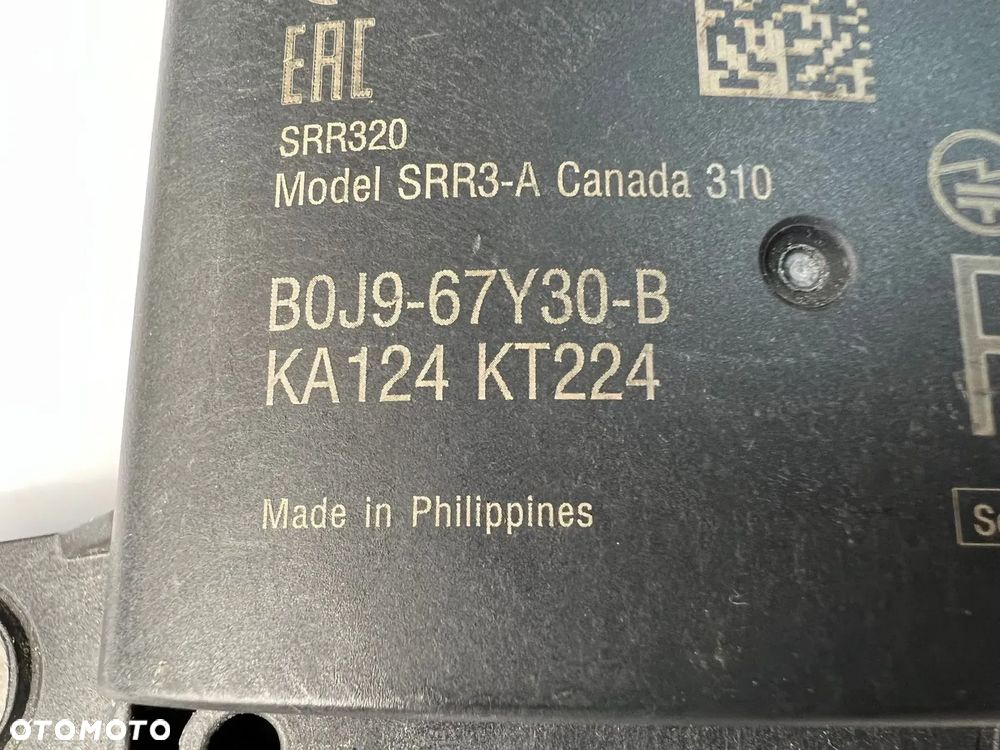 EAC
SRR320
Model SRR3-A Canada 310
B0J9-67Y30-B
KA124 KT224
Made in Philippines
OTOMOTO